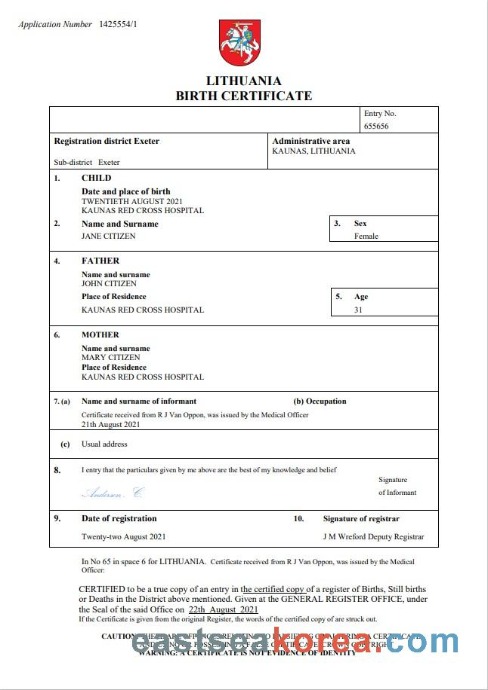 Application Number 1425554/1
LITHUANIA
BIRTH CERTIFICATE
Entry No.
655656
Registration district Exeter
Administrative area
KAUNAS, LITHUANIA
Sub-district Exeter
1. CHILD
Date and place of birth
TWENTIETH AUGUST 2021
KAUNAS RED CROSS HOSPITAL
2. Name and Surname
3. Sex
JANE CITIZEN
Female
4. FATHER
Name and surname
JOHN CITIZEN
Place of Residence
5. Age
KAUNAS RED CROSS HOSPITAL
31
6. MOTHER
Name and surname
MARY CITIZEN
Place of Residence
KAUNAS RED CROSS HOSPITAL
7. (a) Name and surname of informant
(b) Occupation
Certificate received from R J Van Oppon, was issued by the Medical Officer
21th August 2021
(c) Usual address
8. I entry that the particulars given by me above are the best of my knowledge and belief
Signature
of Informant
9. Date of registration
10. Signature of registrar
Twenty-two August 2021
J M Wreford Deputy Registrar
In No 65 in space 6 for LITHUANIA. Certificate received from R J Van Oppon, was issued by the Medical
Officer.
CERTIFIED to be a true copy of an entry in the certified copy of a register of Births, Still births
or Deaths in the District above mentioned. Given at the GENERAL REGISTER OFFICE, under
the Seal of the said Office on 22th August 2021
If the Certificate is given from the original Register, the words of the certified copy of are struck out.
CAUTION:
eastseakorea.com
WARNING: A CERTIFICATE IS NOT EVIDENCE OF IDENTITY